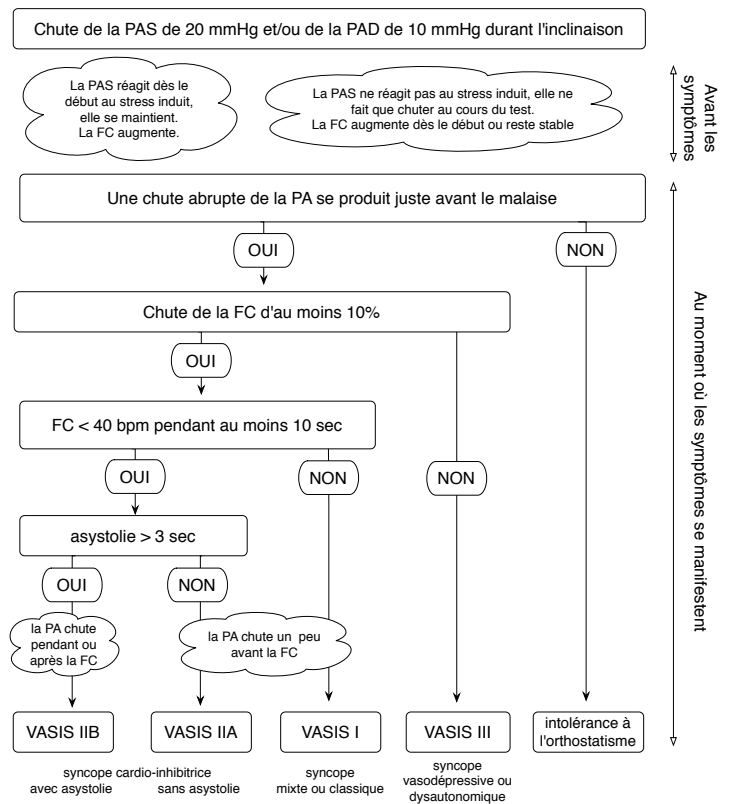 Chute de la PAS de 20 mmHg et/ou de la PAD de 10 mmHg durant l'inclinaison
La PAS réagit dès le
début au stress induit,
elle se maintient.
La FC augmente.
La PAS ne réagit pas au stress induit, elle ne
fait que chuter au cours du test.
La FC augmente dès le début ou reste stable
Avant les
symptômes
Une chute abrupte de la PA se produit juste avant le malaise
OUI
NON
Chute de la FC d'au moins 10%
OUI
FC < 40 bpm pendant au moins 10 sec
OUI
NON
NON
asystolie > 3 sec
OUI
NON
la PA chute
pendant ou
après la FC
la PA chute un peu
avant la FC
Au moment où les symptômes se manifestent
VASIS IIB
VASIS IIA
VASIS I
VASIS III
intolérance à
l'orthostatisme
syncope cardio-inhibitrice
avec asystolie
sans asystolie
syncope
mixte ou classique
syncope
vasodépressive ou
dysautonomique